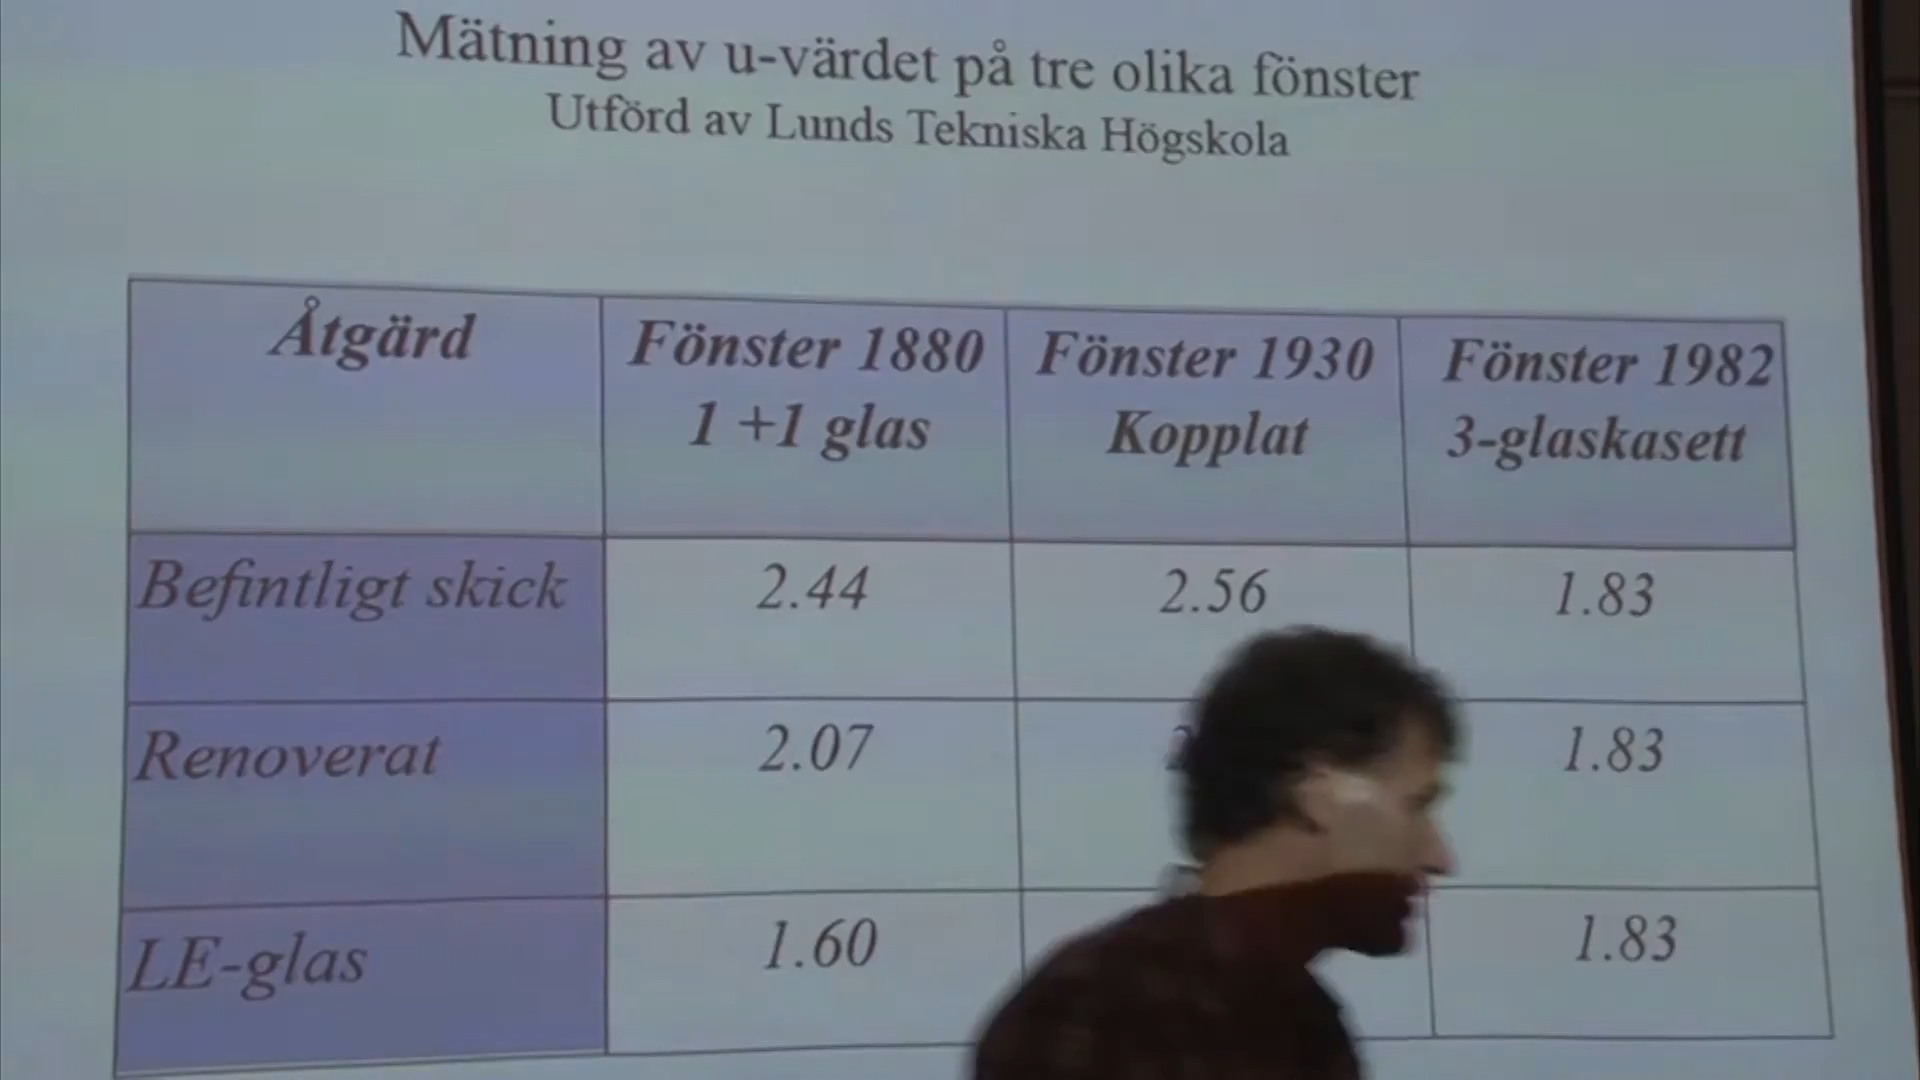 Mätning av u-värdet på tre olika fönster
Utförd av Lunds Tekniska Högskola
Åtgärd
Fönster 1880
1 +1 glas
Fönster 1930
Kopplat
Fönster 1982
3-glaskasett
Befintligt skick 2.44 2.56 1.83
Renoverat 2.07 1.83
LE-glas 1.60 1.83